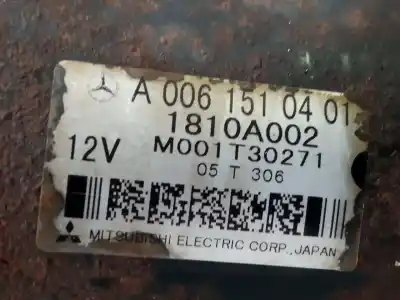 A 006 151 04 01
1810A002
12V M001T30271
05 T 306
MITSUBISHI ELECTRIC CORP., JAPAN